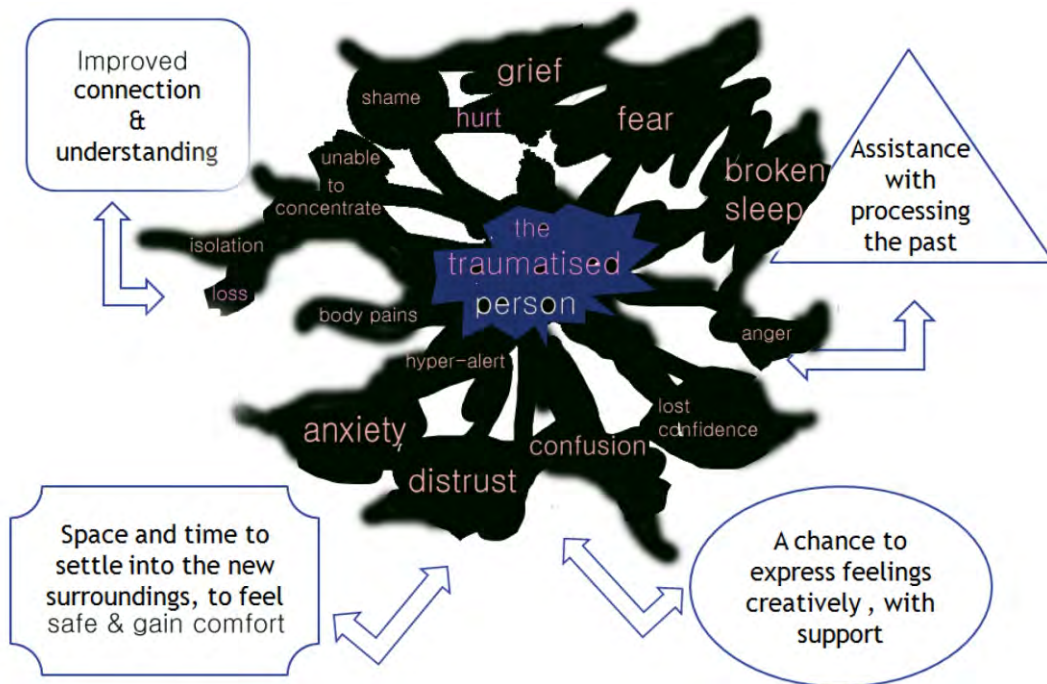 Improved
connection
&
understanding
grief
shame
hurt
fear
unable
to
concentrate
broken
sleep
Assistance
with
processing
the past
the
traumatised
person
isolation
loss
body pains
anger
hyper-alert
lost
confidence
anxiety
confusion
distrust
Space and time to
settle into the new
surroundings, to feel
safe & gain comfort
A chance to
express feelings
creatively , with
support